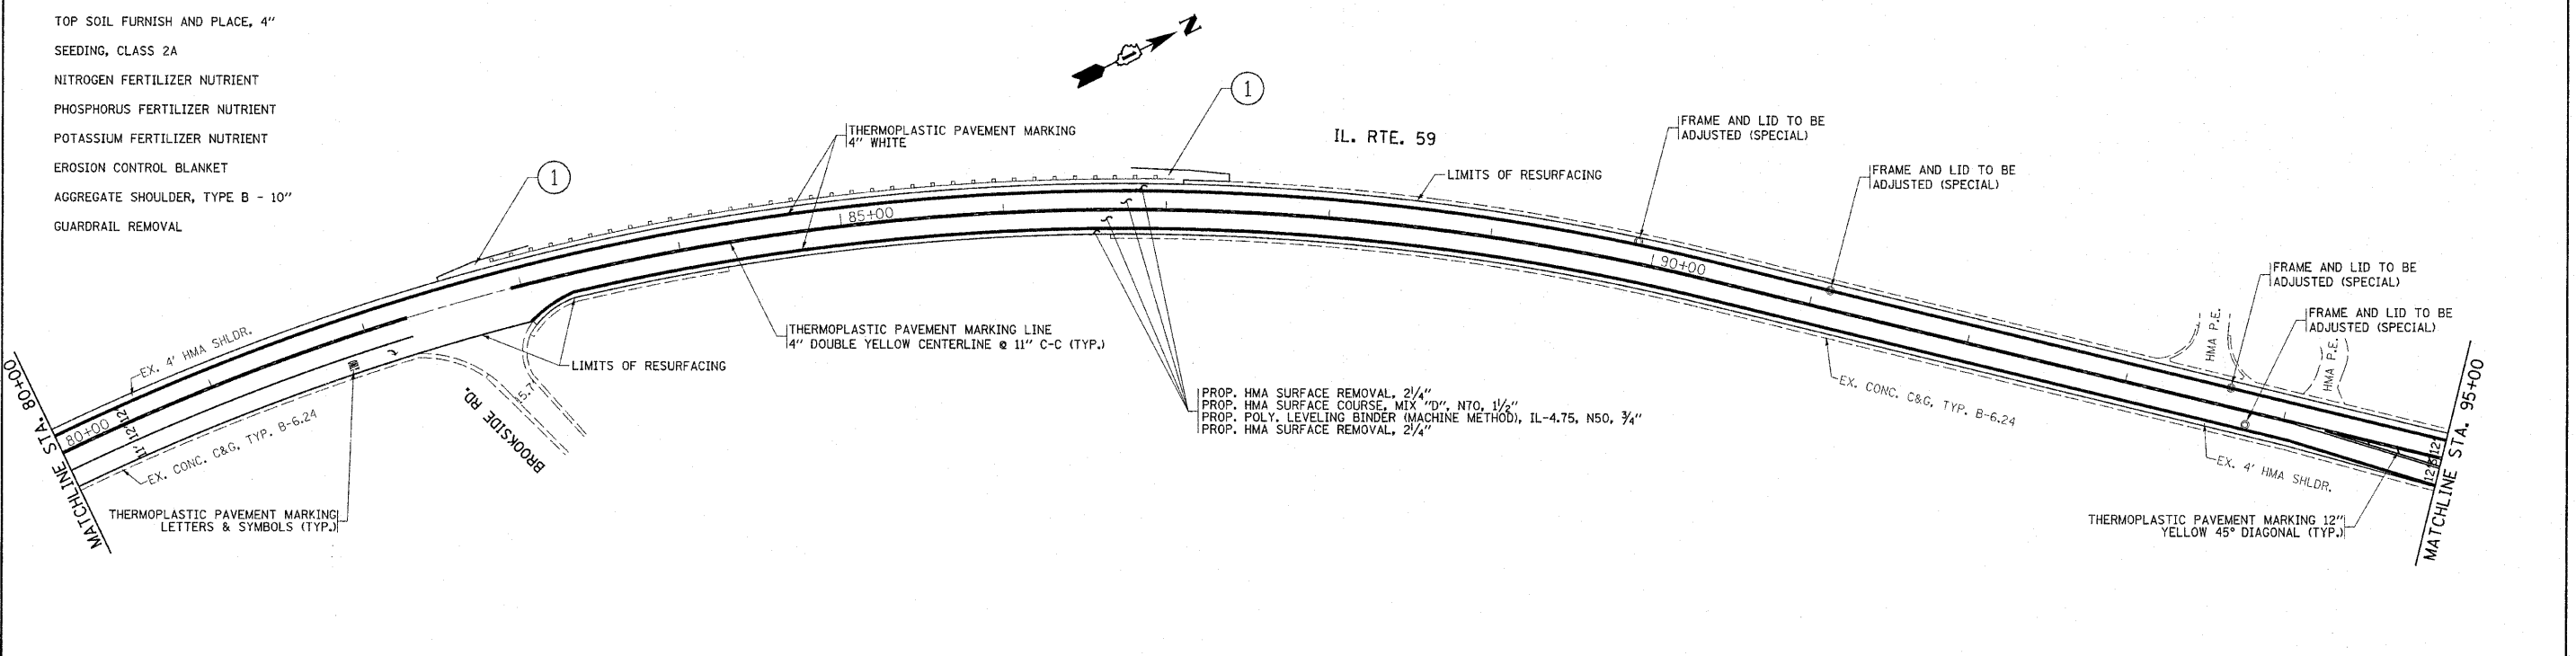 TOP SOIL FURNISH AND PLACE, 4"
SEEDING, CLASS 2A
NITROGEN FERTILIZER NUTRIENT
PHOSPHORUS FERTILIZER NUTRIENT
POTASSIUM FERTILIZER NUTRIENT
EROSION CONTROL BLANKET
AGGREGATE SHOULDER, TYPE B - 10"
GUARDRAIL REMOVAL
N
1
1
THERMOPLASTIC PAVEMENT MARKING
4" WHITE
IL. RTE. 59
LIMITS OF RESURFACING
FRAME AND LID TO BE
ADJUSTED (SPECIAL)
FRAME AND LID TO BE
ADJUSTED (SPECIAL)
FRAME AND LID TO BE
ADJUSTED (SPECIAL)
FRAME AND LID TO BE
ADJUSTED (SPECIAL)
85+00
90+00
HMA P.E.
HMA P.E.
EX. 4' HMA SHLDR.
THERMOPLASTIC PAVEMENT MARKING LINE
4" DOUBLE YELLOW CENTERLINE @ 11" C-C (TYP.)
LIMITS OF RESURFACING
PROP. HMA SURFACE REMOVAL, 2¼"
PROP. HMA SURFACE COURSE, MIX "D", N70, 1½"
PROP. POLY. LEVELING BINDER (MACHINE METHOD), IL-4.75, N50, ¾"
PROP. HMA SURFACE REMOVAL, 2¼"
EX. CONC. C&G, TYP. B-6.24
MATCHLINE STA. 80+00
80+00
11' 12' 12'
EX. CONC. C&G, TYP. B-6.24
BROOKSIDE RD.
THERMOPLASTIC PAVEMENT MARKING
LETTERS & SYMBOLS (TYP.)
EX. 4' HMA SHLDR.
THERMOPLASTIC PAVEMENT MARKING 12"
YELLOW 45° DIAGONAL (TYP.)
MATCHLINE STA. 95+00